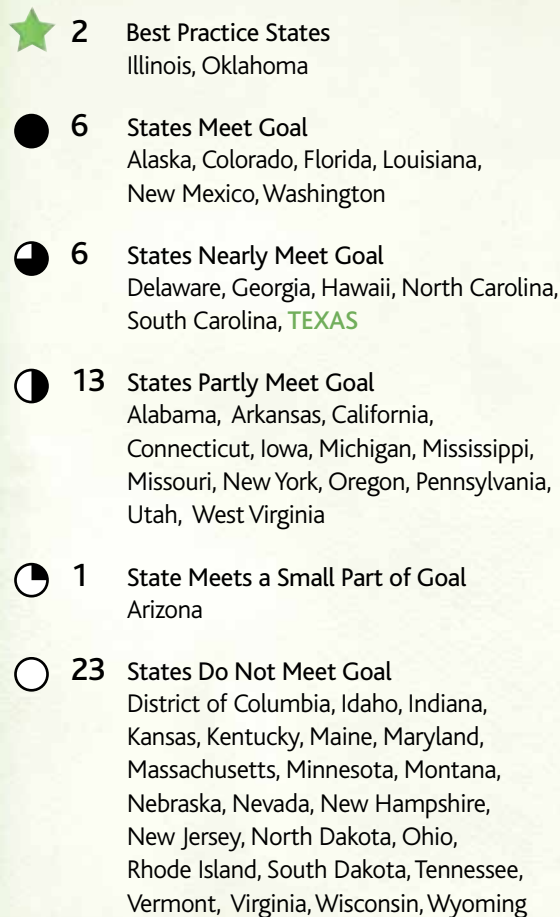 2 Best Practice States
Illinois, Oklahoma
6 States Meet Goal
Alaska, Colorado, Florida, Louisiana,
New Mexico, Washington
6 States Nearly Meet Goal
Delaware, Georgia, Hawaii, North Carolina,
South Carolina, TEXAS
13 States Partly Meet Goal
Alabama, Arkansas, California,
Connecticut, Iowa, Michigan, Mississippi,
Missouri, New York, Oregon, Pennsylvania,
Utah, West Virginia
1 State Meets a Small Part of Goal
Arizona
23 States Do Not Meet Goal
District of Columbia, Idaho, Indiana,
Kansas, Kentucky, Maine, Maryland,
Massachusetts, Minnesota, Montana,
Nebraska, Nevada, New Hampshire,
New Jersey, North Dakota, Ohio,
Rhode Island, South Dakota, Tennessee,
Vermont, Virginia, Wisconsin, Wyoming